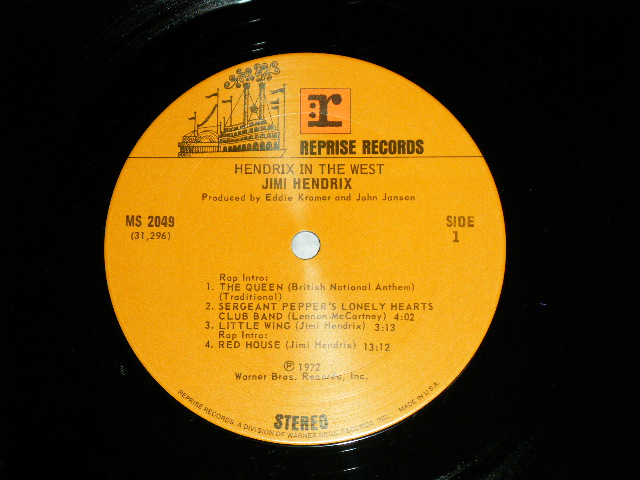 r:
REPRISE RECORDS
HENDRIX IN THE WEST
JIMI HENDRIX
Produced by Eddie Kramer and John Jansen
MS 2049
(31,296)
SIDE
1
Rap Intro:
1. THE QUEEN (British National Anthem)
(Traditional)
2. SERGEANT PEPPER'S LONELY HEARTS
CLUB BAND (Lennon-McCartney) 4:02
3. LITTLE WING (Jimi Hendrix) 3:13
Rap Intro:
4. RED HOUSE (Jimi Hendrix) 13:12
℗ 1972
Warner Bros. Records, Inc.
STEREO
REPRISE RECORDS, A DIVISION OF WARNER BROS. RECORDS, INC. MADE IN U.S.A.